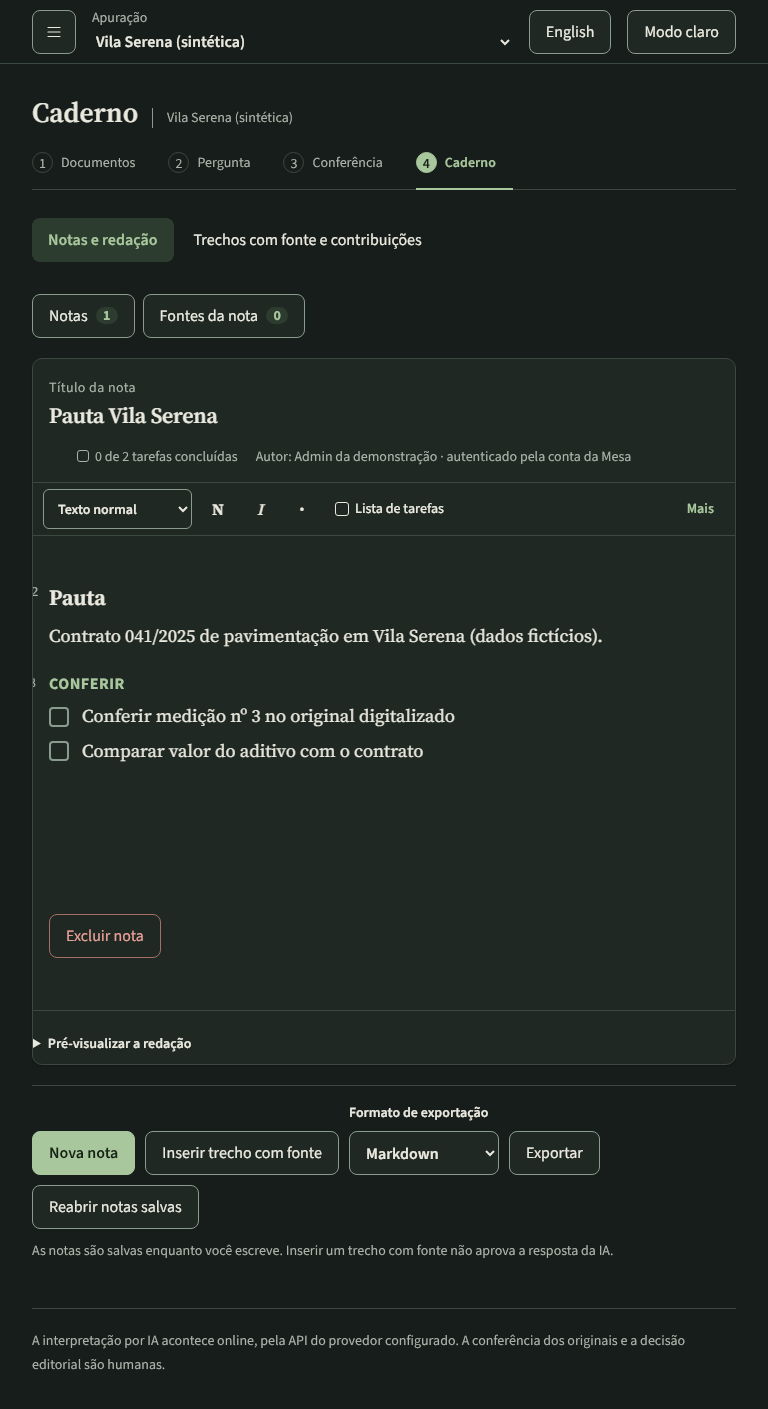 Apuração
Vila Serena (sintética)
English
Modo claro
Caderno
Vila Serena (sintética)
1 Documentos
2 Pergunta
3 Conferência
4 Caderno
Notas e redação
Trechos com fonte e contribuições
Notas 1
Fontes da nota 0
Título da nota
Pauta Vila Serena
0 de 2 tarefas concluídas
Autor: Admin da demonstração · autenticado pela conta da Mesa
Texto normal
N
I
•
Lista de tarefas
Mais
2
Pauta
Contrato 041/2025 de pavimentação em Vila Serena (dados fictícios).
3
CONFERIR
Conferir medição nº 3 no original digitalizado
Comparar valor do aditivo com o contrato
Excluir nota
Pré-visualizar a redação
Formato de exportação
Nova nota
Inserir trecho com fonte
Markdown
Exportar
Reabrir notas salvas
As notas são salvas enquanto você escreve. Inserir um trecho com fonte não aprova a resposta da IA.
A interpretação por IA acontece online, pela API do provedor configurado. A conferência dos originais e a decisão
editorial são humanas.